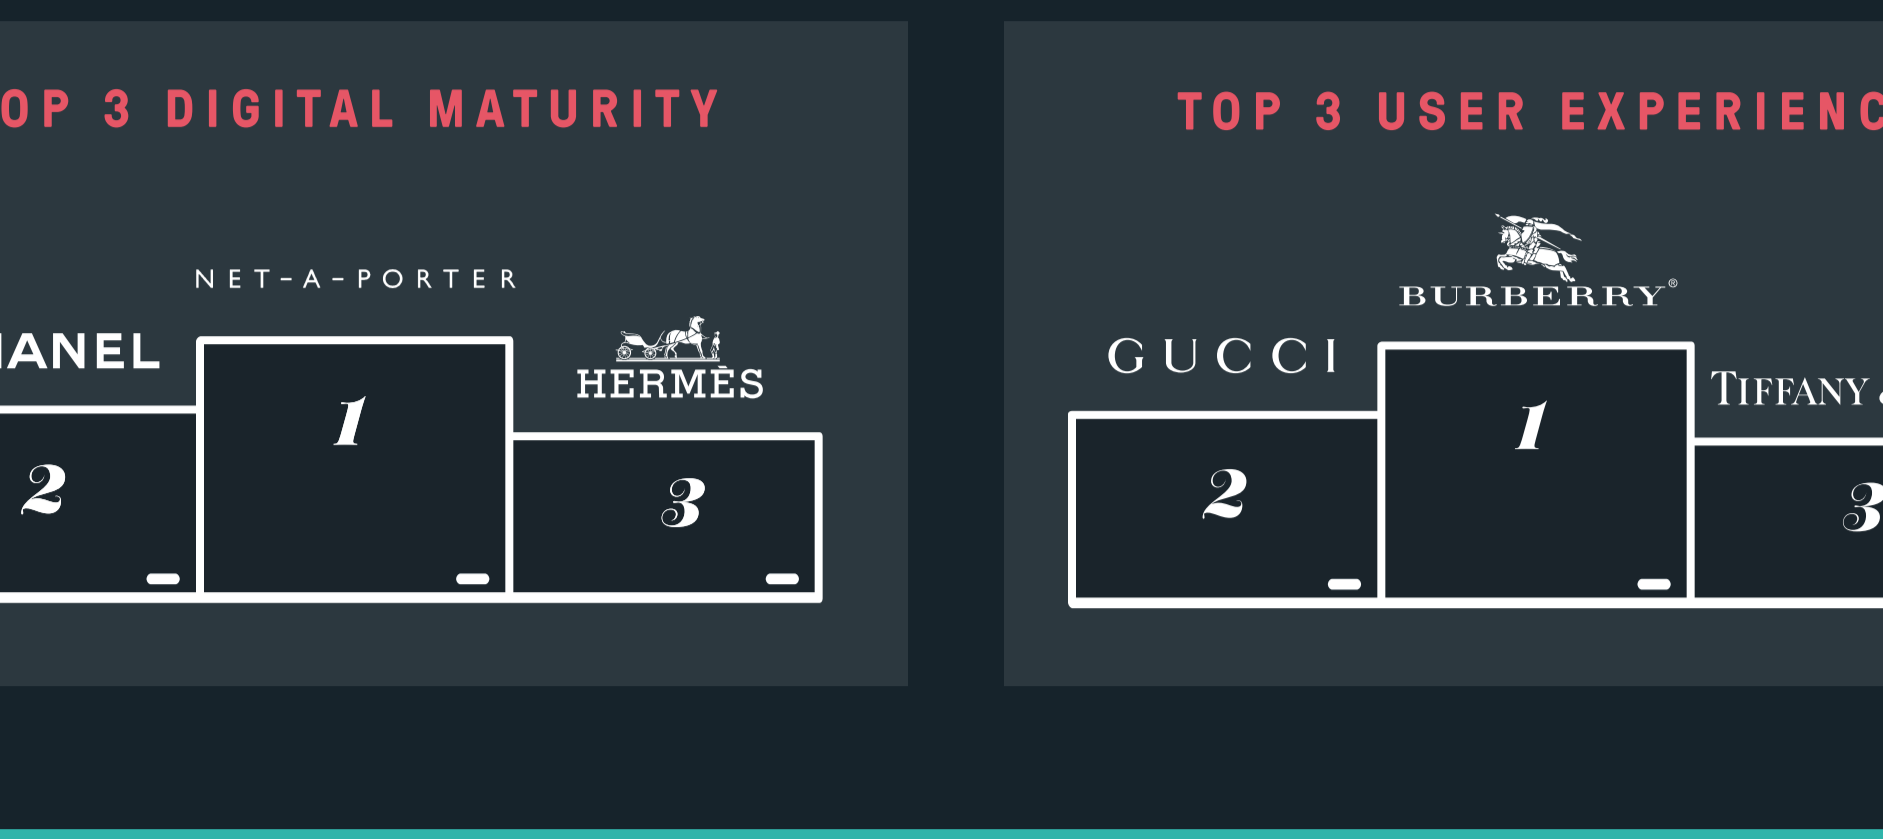 OP 3 DIGITAL MATURITY
NET-A-PORTER
HANEL
HERMÈS
1
2
3
TOP 3 USER EXPERIENC
BURBERRY®
GUCCI
TIFFANY &
1
2
3